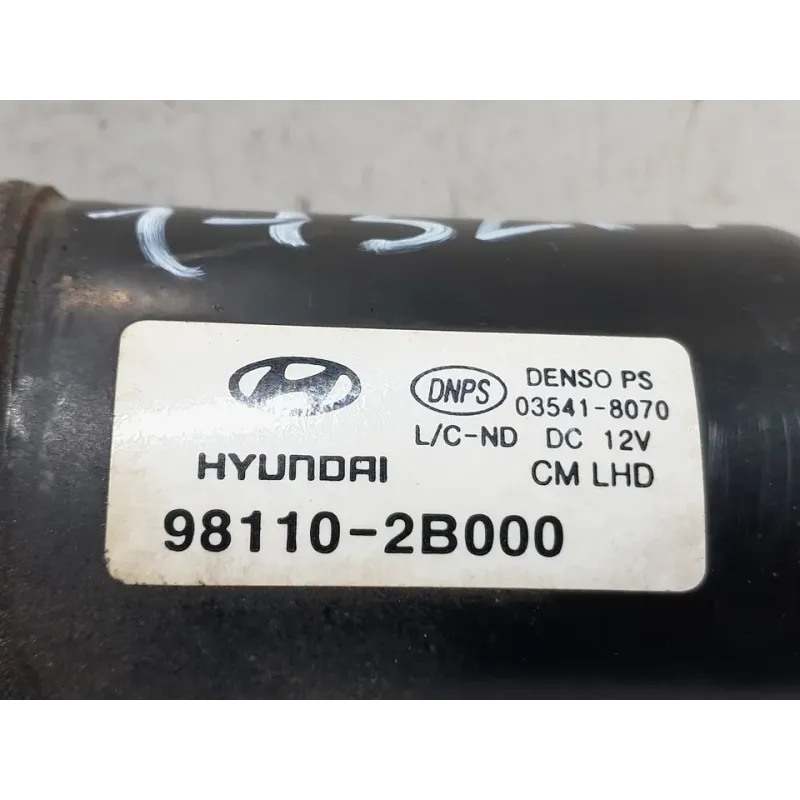 DNPS
DENSO PS
03541-8070
L/C-ND DC 12V
HYUNDAI
CM LHD
98110-2B000